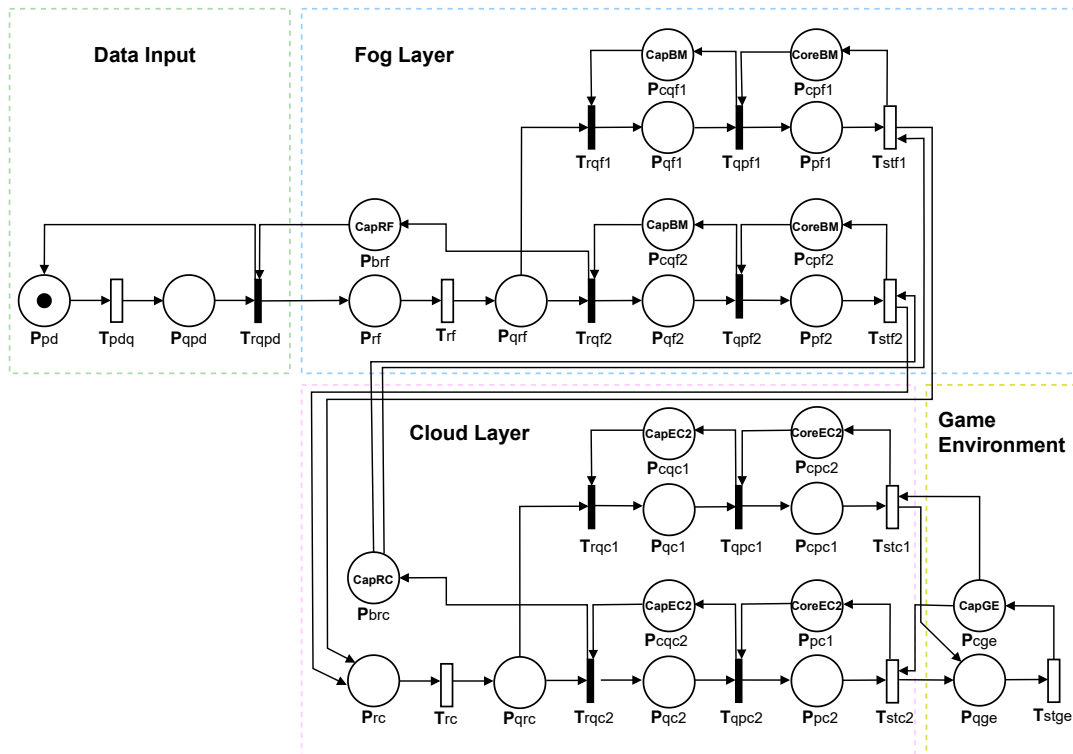 Data Input
Fog Layer
CapBM
CoreBM
Pcqf1
Pcpf1
Trqf1
Pqf1
Tqpf1
Ppf1
Tstf1
CapRF
CapBM
CoreBM
Pbrf
Pcqf2
Pcpf2
Ppd
Tpdq
Pqpd
Trqpd
Prf
Trf
Pqrf
Trqf2
Pqf2
Tqpf2
Ppf2
Tstf2
Cloud Layer
Game
Environment
CapEC2
CoreEC2
Pcqc1
Pcpc2
Trqc1
Pqc1
Tqpc1
Pcpc1
Tstc1
CapRC
CapEC2
CoreEC2
CapGE
Pbrc
Pcqc2
Ppc1
Pcge
Prc
Trc
Pqrc
Trqc2
Pqc2
Tqpc2
Ppc2
Tstc2
Pqge
Tstge